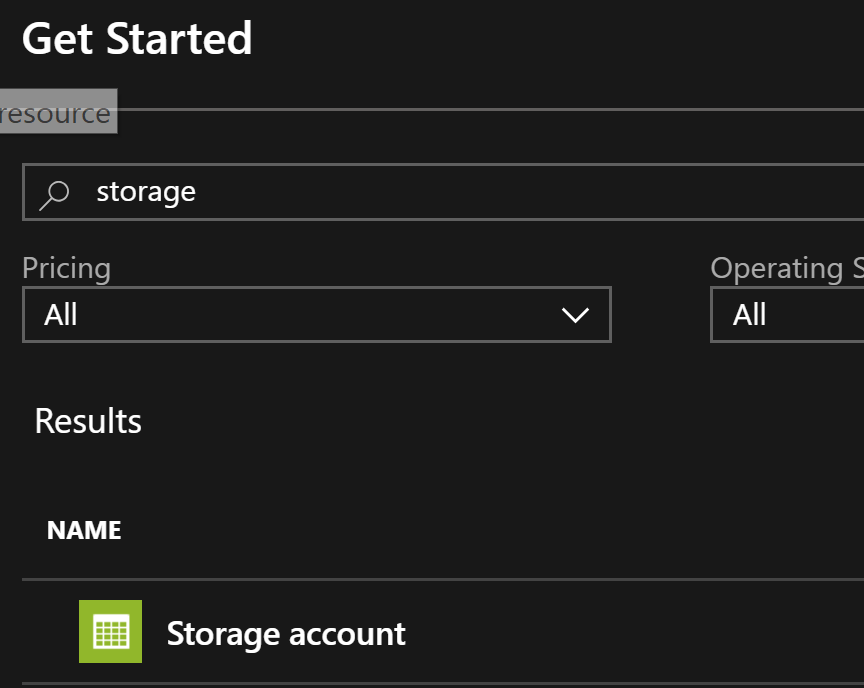 Get Started
resource
storage
Pricing
Operating S
All
All
Results
NAME
Storage account